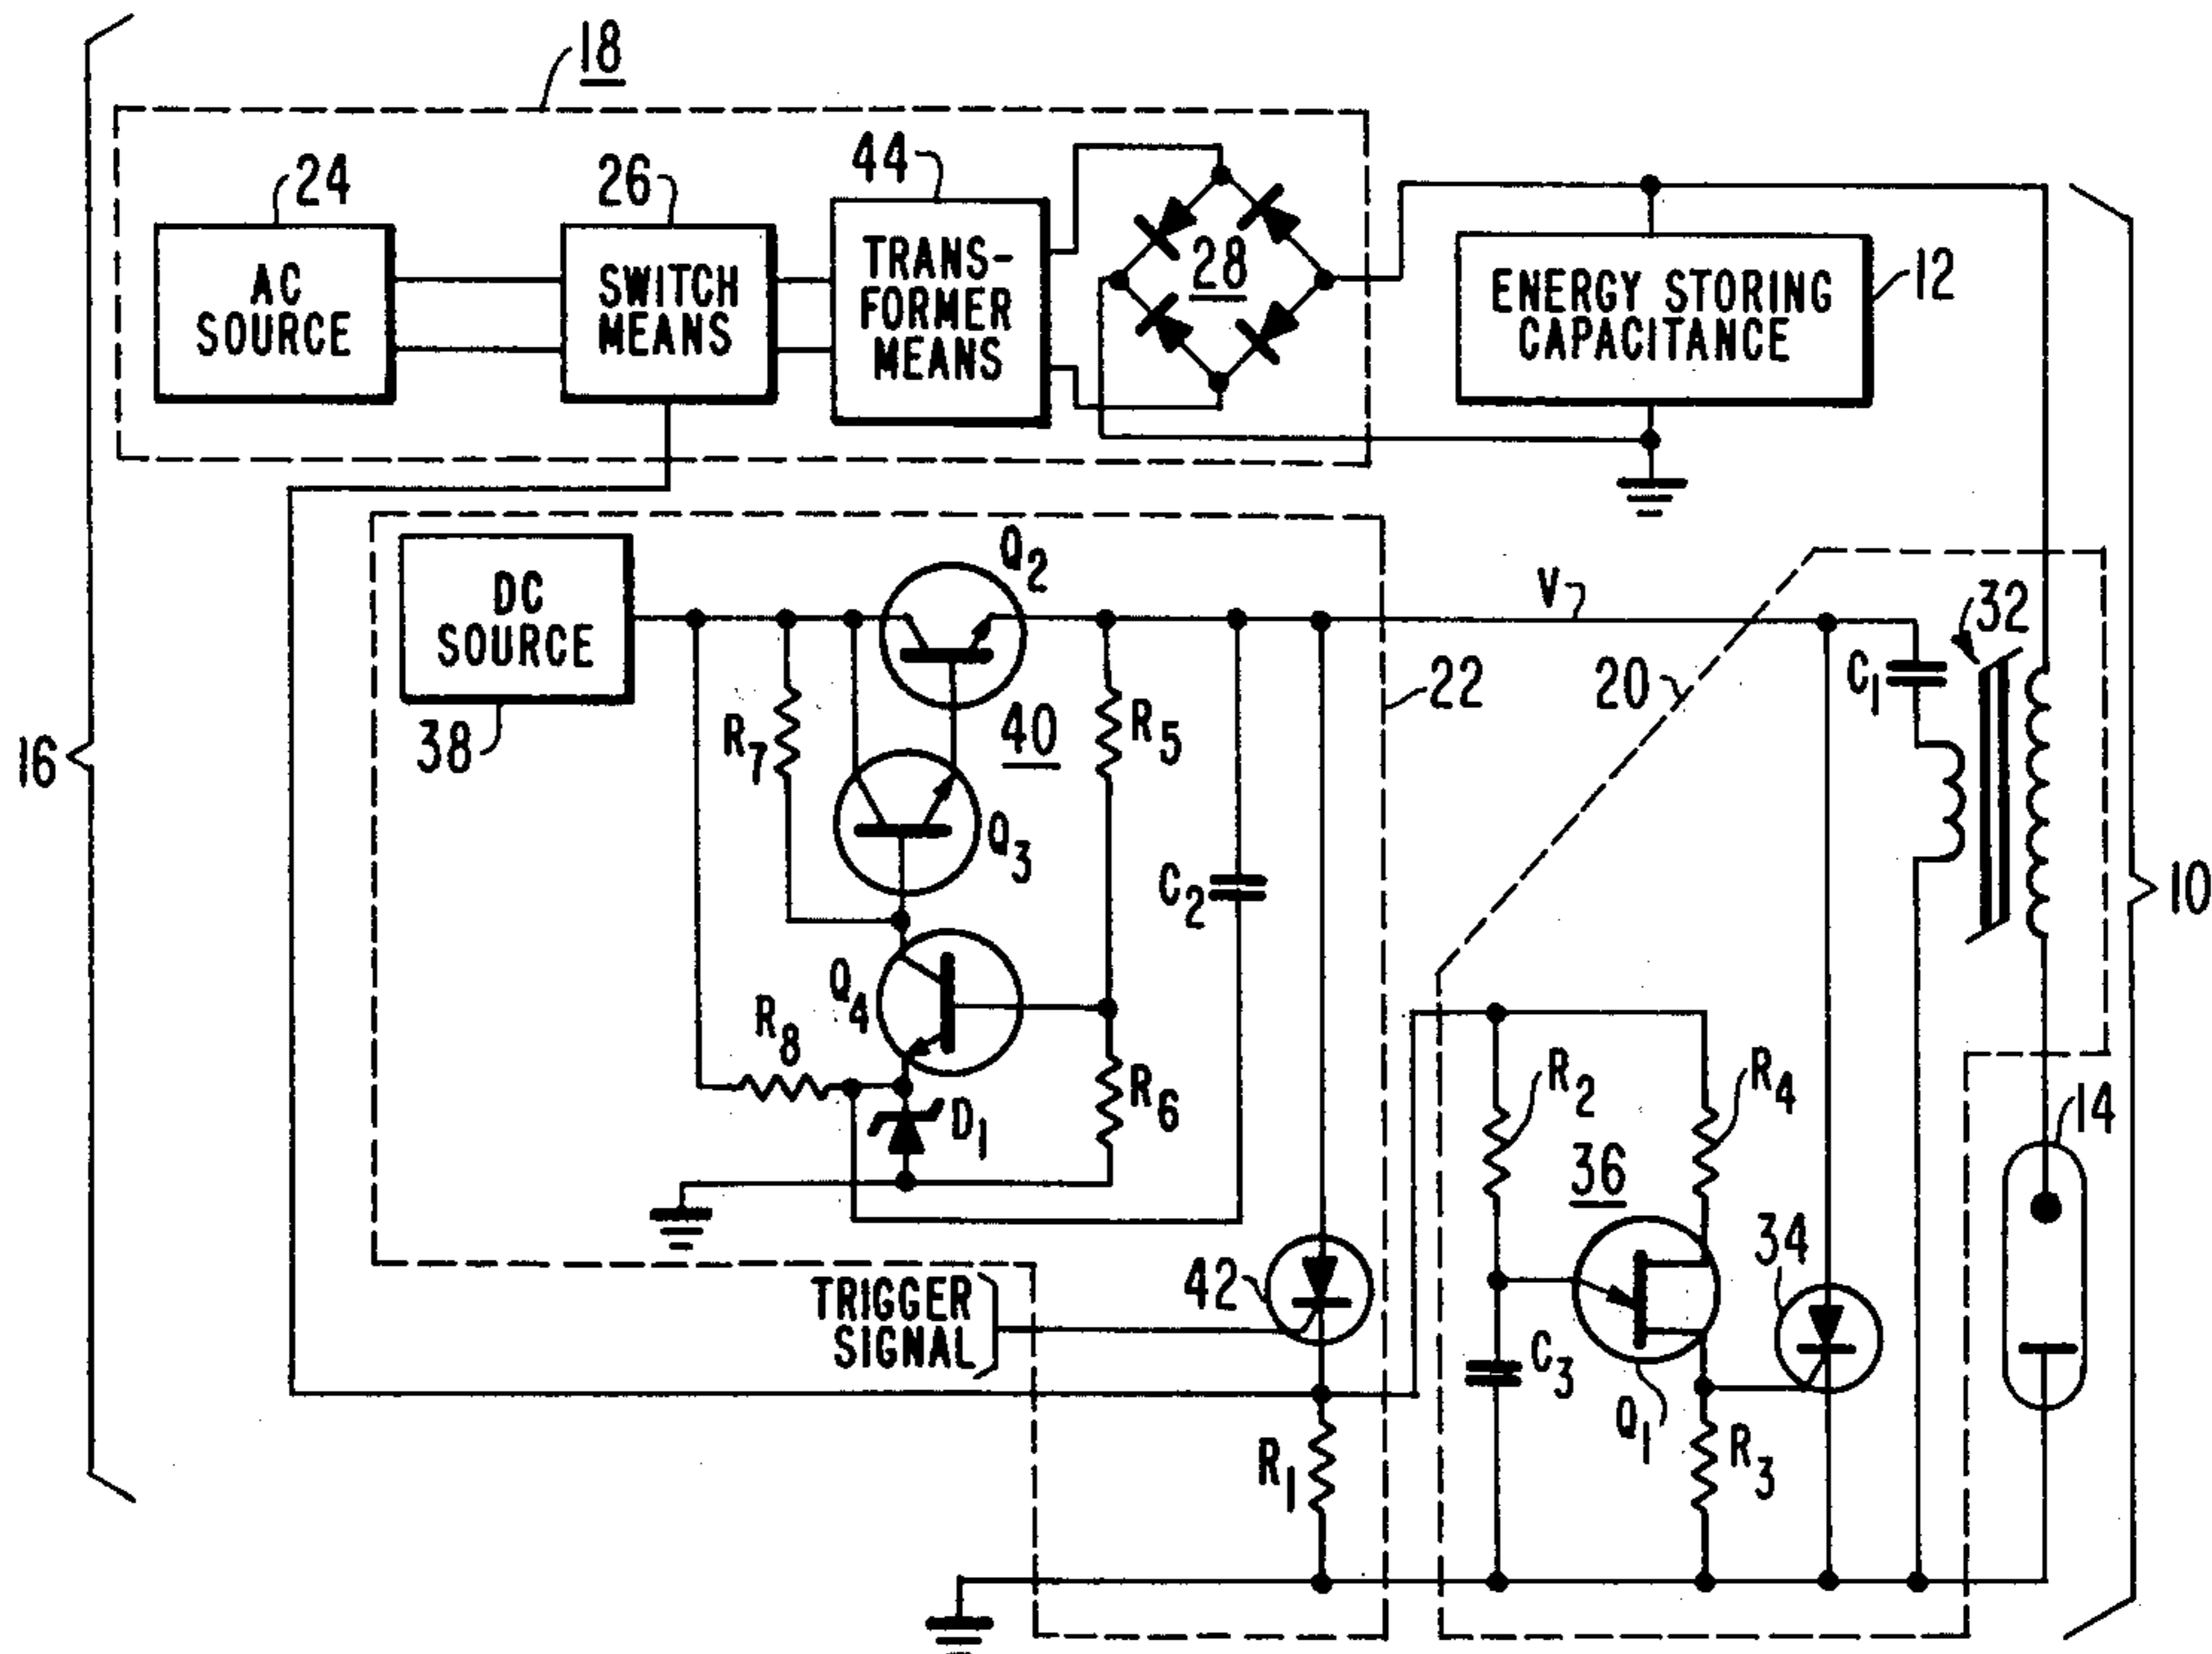 18
24
26
44
AC
SOURCE
SWITCH
MEANS
TRANS-
FORMER
MEANS
28
ENERGY STORING
CAPACITANCE
12
DC
SOURCE
38
Q2
V
32
22
20
C1
R7
40
R5
Q3
C2
16
10
Q4
R8
D1
R6
R2
R4
14
36
34
TRIGGER
SIGNAL
42
C3
Q1
R3
R1